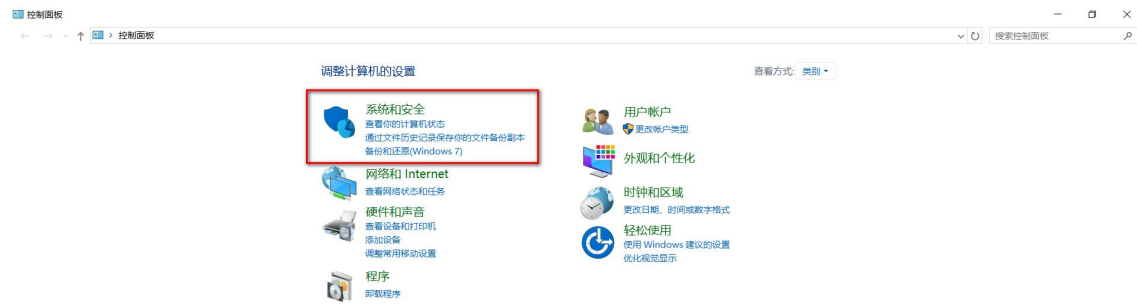 控制面板
控制面板
搜索控制面板
调整计算机的设置
查看方式: 类别
系统和安全
查看你的计算机状态
通过文件历史记录保存你的文件备份副本
备份和还原(Windows 7)
网络和 Internet
查看网络状态和任务
硬件和声音
查看设备和打印机
添加设备
调整常用移动设置
程序
卸载程序
用户帐户
更改帐户类型
外观和个性化
时钟和区域
更改日期、时间或数字格式
轻松使用
使用 Windows 建议的设置
优化视觉显示